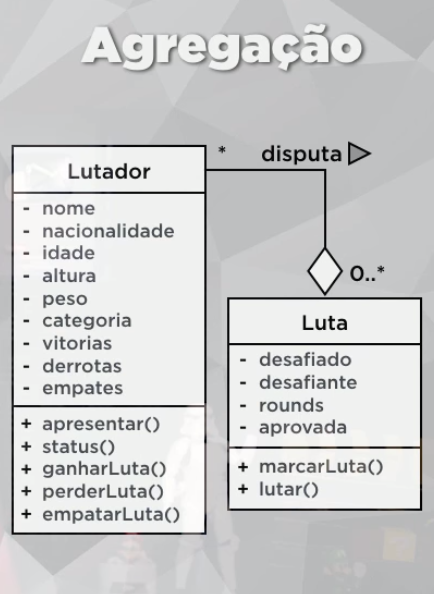 Agregação
* disputa
Lutador
- nome
- nacionalidade
- idade
- altura
- peso
- categoria
- vitorias
- derrotas
- empates
+ apresentar()
+ status()
+ ganharLuta()
+ perderLuta()
+ empatarLuta()
0..*
Luta
- desafiado
- desafiante
- rounds
- aprovada
+ marcarLuta()
+ lutar()